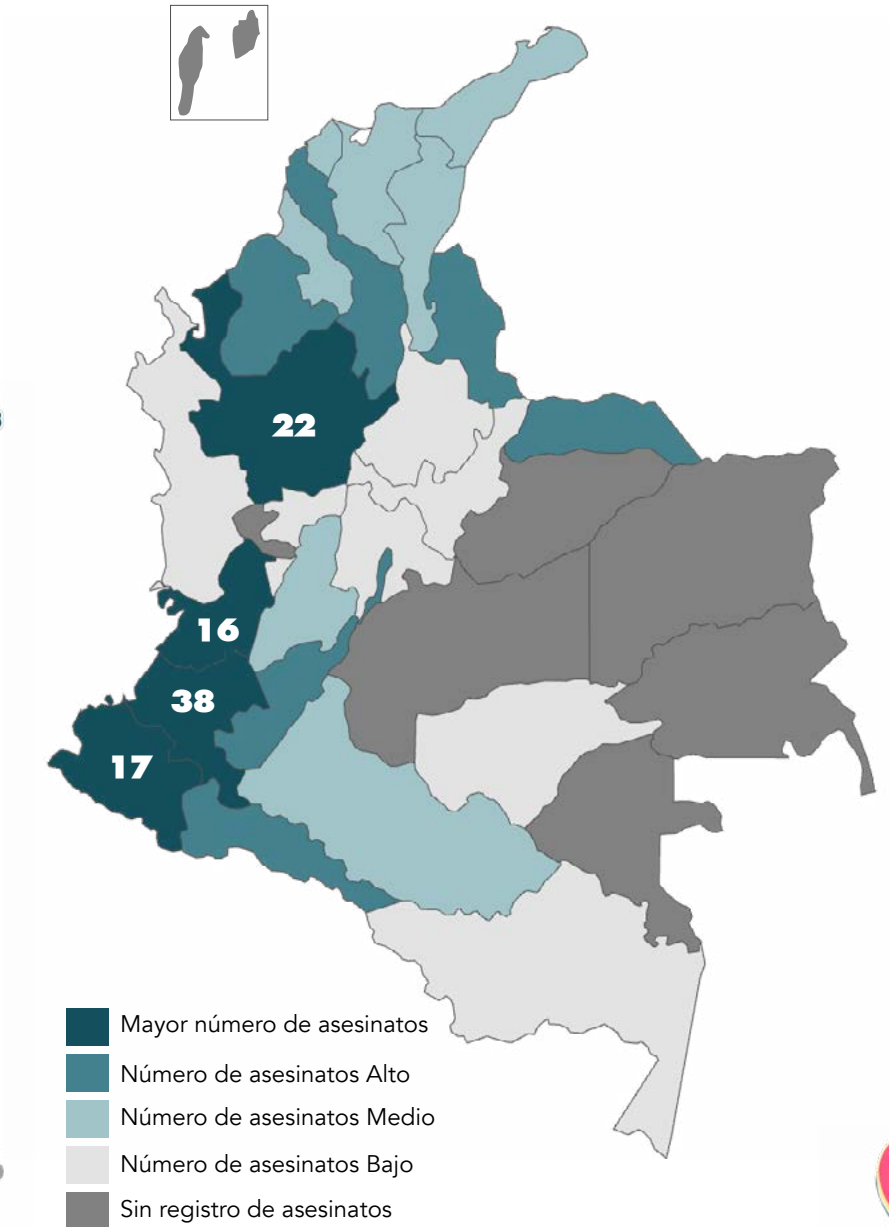 22
16
38
17
Mayor número de asesinatos
Número de asesinatos Alto
Número de asesinatos Medio
Número de asesinatos Bajo
Sin registro de asesinatos